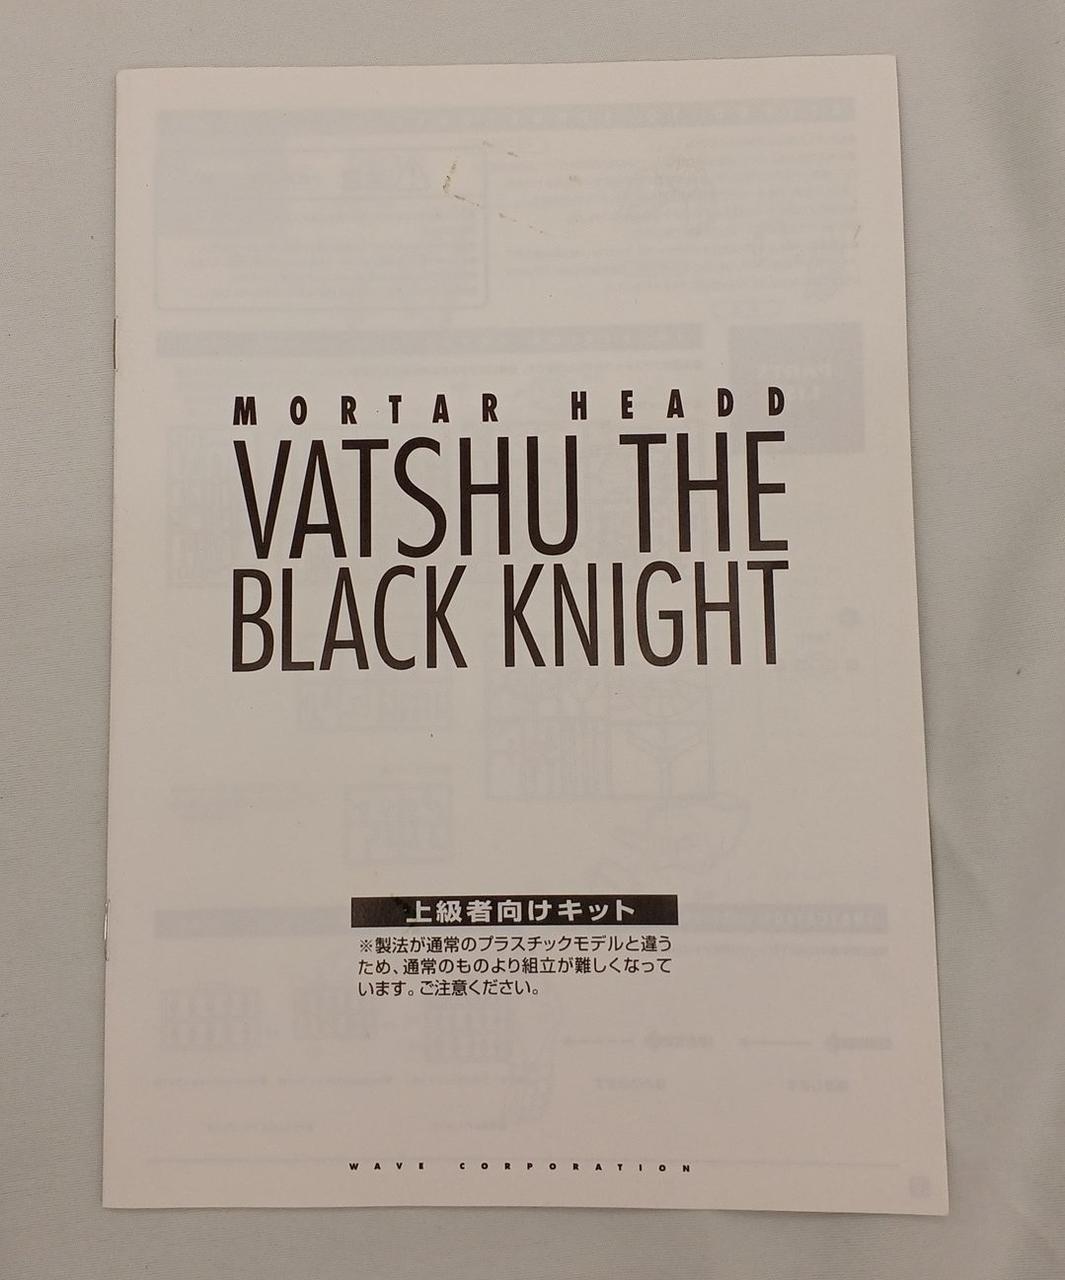 MORTAR HEADD
VATSHU THE
BLACK KNIGHT
上級者向けキット
※製法が通常のプラスチックモデルと違う
ため、通常のものより組立が難しくなって
います。ご注意ください。
WAVE CORPORATION